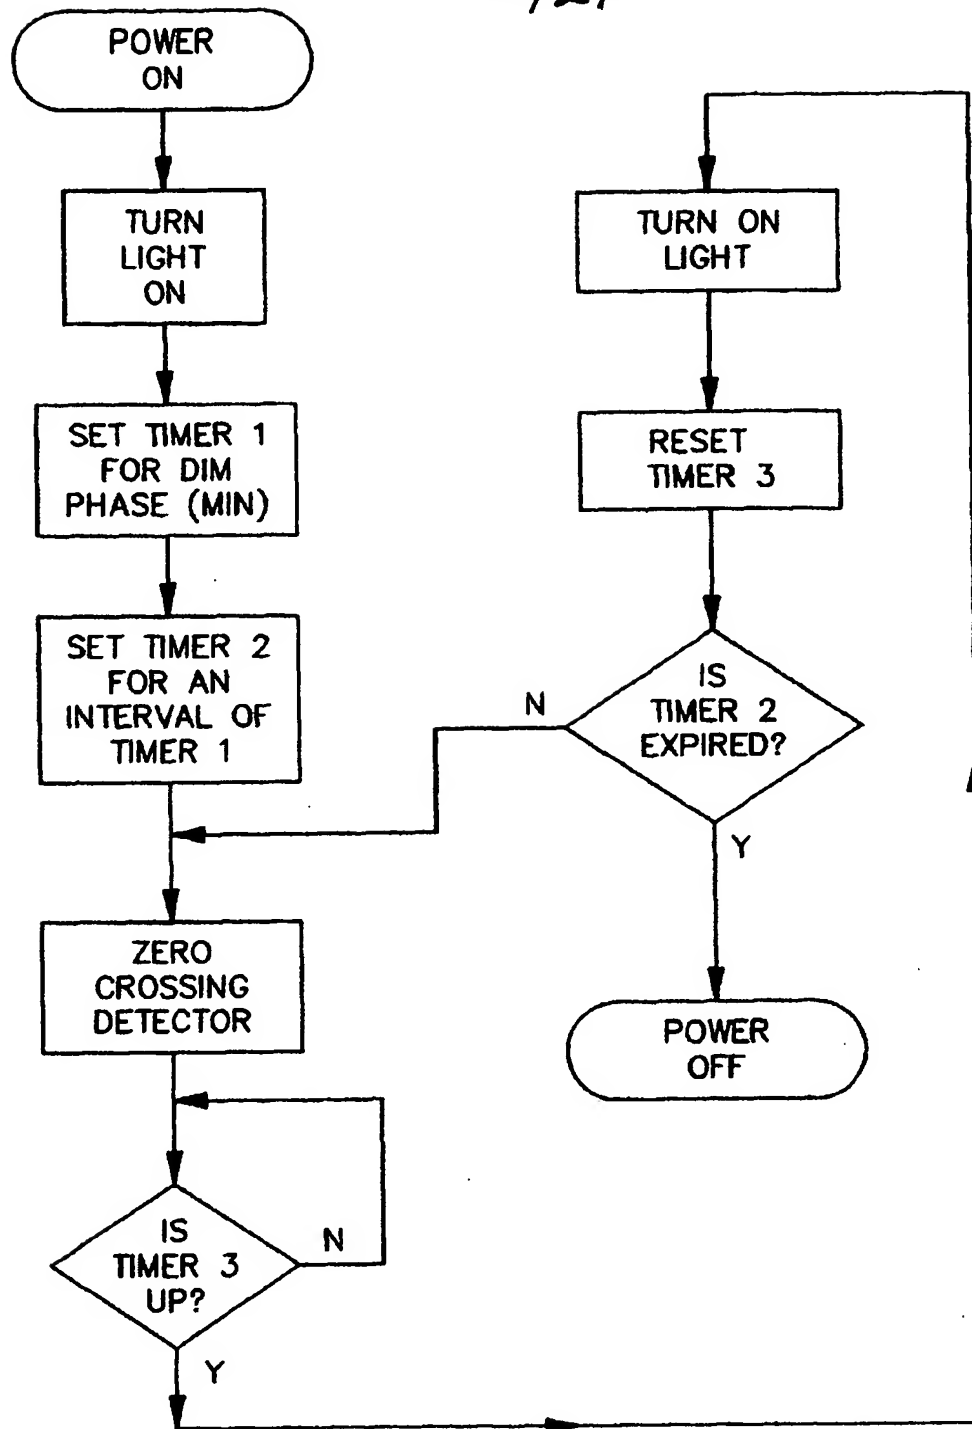 POWER
ON
TURN
LIGHT
ON
SET TIMER 1
FOR DIM
PHASE (MIN)
SET TIMER 2
FOR AN
INTERVAL OF
TIMER 1
ZERO
CROSSING
DETECTOR
IS
TIMER 3
UP?
N
Y
TURN ON
LIGHT
RESET
TIMER 3
IS
TIMER 2
EXPIRED?
N
Y
POWER
OFF